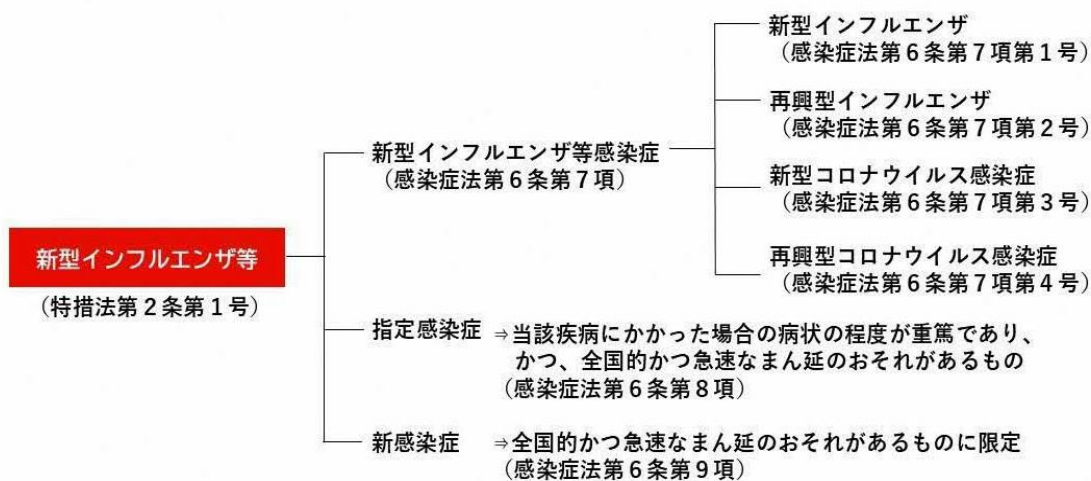 新型インフルエンザ
（感染症法第６条第７項第１号）
再興型インフルエンザ
（感染症法第６条第７項第２号）
新型インフルエンザ等感染症
（感染症法第６条第７項）
新型コロナウイルス感染症
（感染症法第６条第７項第３号）
再興型コロナウイルス感染症
（感染症法第６条第７項第４号）
新型インフルエンザ等
（特措法第２条第１号）
指定感染症 ⇒当該疾病にかかった場合の病状の程度が重篤であり、
かつ、全国的かつ急速なまん延のおそれがあるもの
（感染症法第６条第８項）
新感染症 ⇒全国的かつ急速なまん延のおそれがあるものに限定
（感染症法第６条第９項）